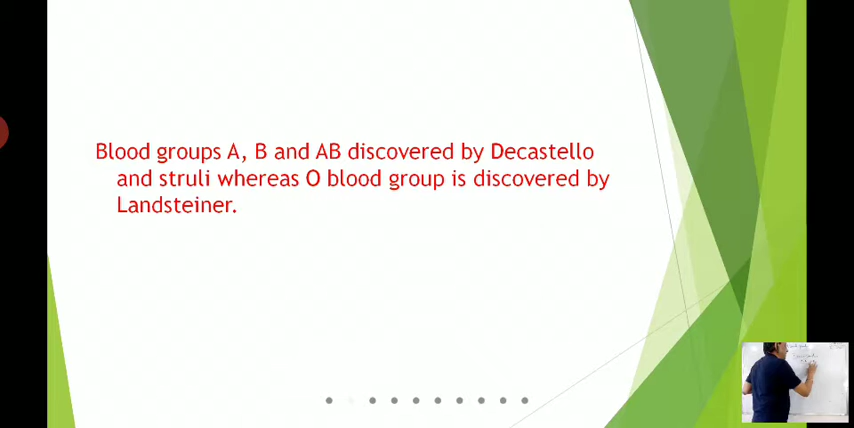 Blood groups A, B and AB discovered by Decastello
and struli whereas O blood group is discovered by
Landsteiner.